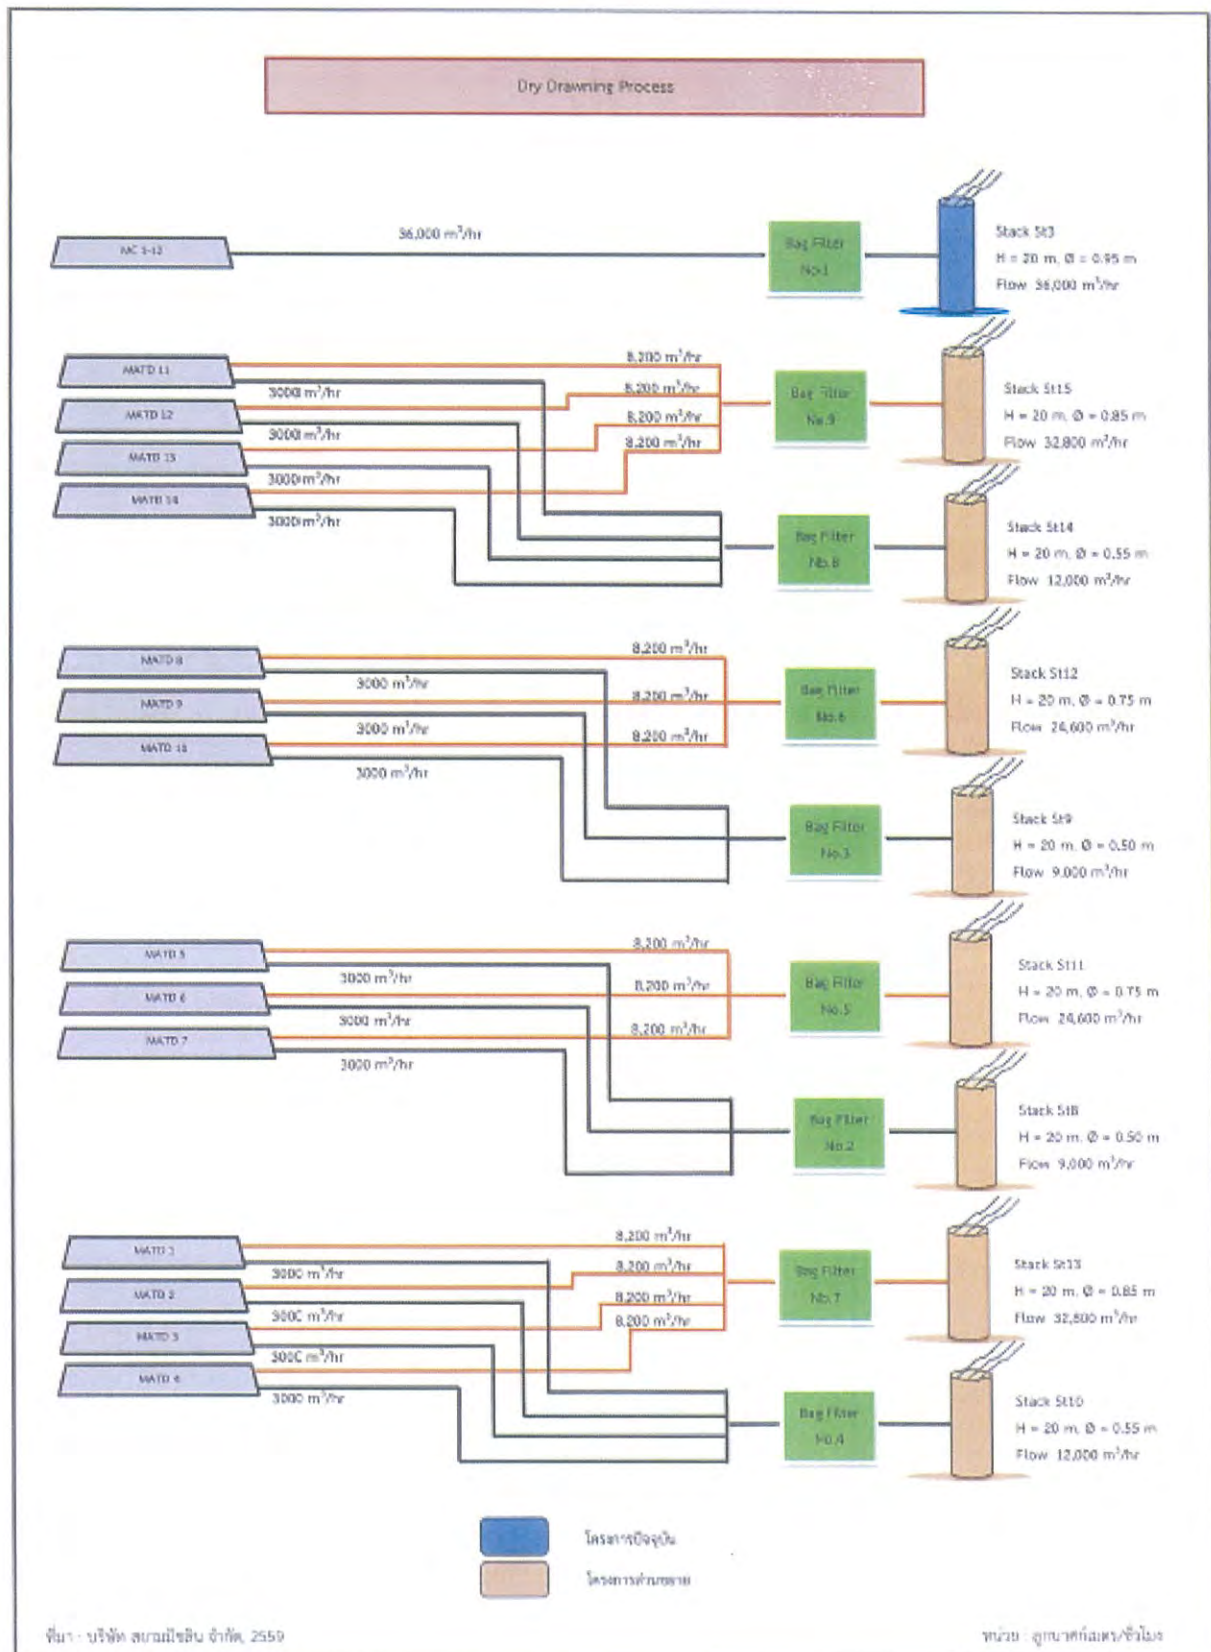 Dry Drawning Process
36,000 m³/hr
MC 1-12
Bag Filter
No.1
Stack St3
H = 20 m, Ø = 0.95 m
Flow 36,000 m³/hr
MATD 11
8,200 m³/hr
3000 m³/hr
MATD 12
8,200 m³/hr
3000 m³/hr
MATD 13
8,200 m³/hr
3000 m³/hr
MATD 14
8,200 m³/hr
3000 m³/hr
Bag Filter
No.9
Stack St15
H = 20 m, Ø = 0.85 m
Flow 32,800 m³/hr
Bag Filter
No.8
Stack St14
H = 20 m, Ø = 0.55 m
Flow 12,000 m³/hr
MATD 8
8,200 m³/hr
3000 m³/hr
MATD 9
8,200 m³/hr
3000 m³/hr
MATD 10
8,200 m³/hr
3000 m³/hr
Bag Filter
No.6
Stack St12
H = 20 m, Ø = 0.75 m
Flow 24,600 m³/hr
Bag Filter
No.3
Stack St9
H = 20 m, Ø = 0.50 m
Flow 9,000 m³/hr
MATD 5
8,200 m³/hr
3000 m³/hr
MATD 6
8,200 m³/hr
3000 m³/hr
MATD 7
8,200 m³/hr
3000 m³/hr
Bag Filter
No.5
Stack St11
H = 20 m, Ø = 0.75 m
Flow 24,600 m³/hr
Bag Filter
No.2
Stack St8
H = 20 m, Ø = 0.50 m
Flow 9,000 m³/hr
MATD 1
8,200 m³/hr
3000 m³/hr
MATD 2
8,200 m³/hr
3000 m³/hr
MATD 3
8,200 m³/hr
3000 m³/hr
MATD 4
8,200 m³/hr
3000 m³/hr
Bag Filter
No.7
Stack St13
H = 20 m, Ø = 0.85 m
Flow 32,800 m³/hr
Bag Filter
No.4
Stack St10
H = 20 m, Ø = 0.55 m
Flow 12,000 m³/hr
โครงการปัจจุบัน
โครงการส่วนขยาย
ที่มา : บริษัท สยามมิชลิน จำกัด, 2559
หน่วย : ลูกบาศก์เมตร/ชั่วโมง